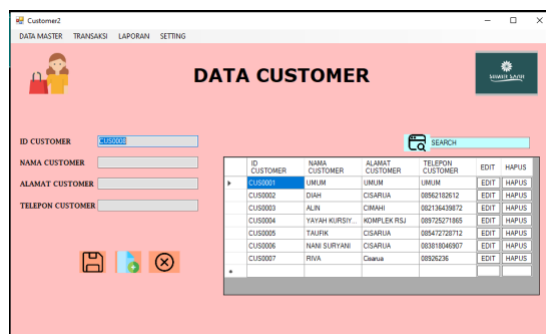 Customer2
DATA MASTER TRANSAKSI LAPORAN SETTING
DATA CUSTOMER
ID CUSTOMER CUS0008
SEARCH
NAMA CUSTOMER
ALAMAT CUSTOMER
TELEPON CUSTOMER
ID CUSTOMER NAMA CUSTOMER ALAMAT CUSTOMER TELEPON CUSTOMER EDIT HAPUS
CUS0001 UMUM UMUM UMUM EDIT HAPUS
CUS0002 DIAH CISARUA 08562182612 EDIT HAPUS
CUS0003 ALIN CIMAHI 082136439872 EDIT HAPUS
CUS0004 YAYAH KURSIY... KOMPLEK RSJ 089725271865 EDIT HAPUS
CUS0005 TAUFIK CISARUA 085472728712 EDIT HAPUS
CUS0006 NANI SURYANI CISARUA 083818046907 EDIT HAPUS
CUS0007 RIVA Cisarua 08926236 EDIT HAPUS